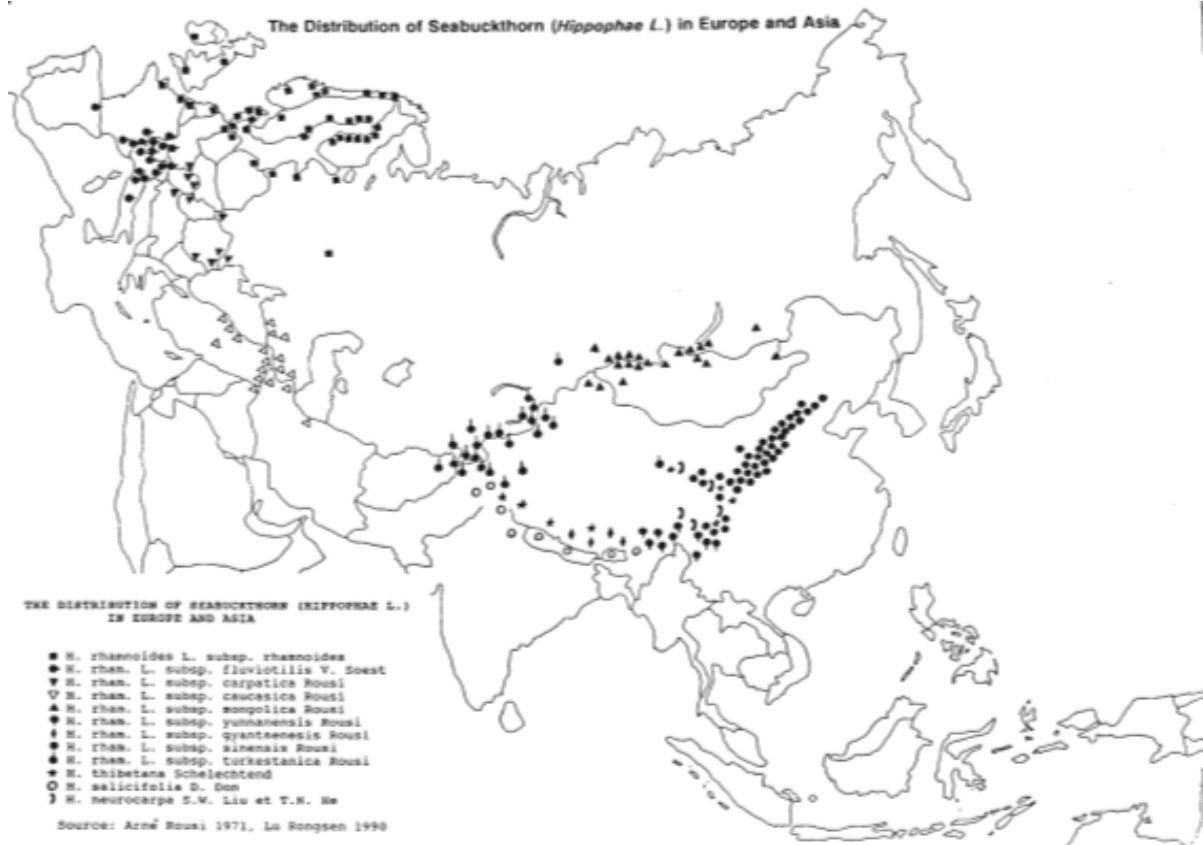 The Distribution of Seabuckthorn (Hippophae L.) in Europe and Asia
THE DISTRIBUTION OF SEABUCKTHORN (HIPPOPHAE L.)
IN EUROPE AND ASIA
H. rhamnoides L. subsp. rhamnoides
H. rham. L. subsp. fluviotilis V. Soest
H. rham. L. subsp. carpatica Rousi
H. rham. L. subsp. caucasica Rousi
H. rham. L. subsp. mongolica Rousi
H. rham. L. subsp. yunnanensis Rousi
H. rham. L. subsp. gyantsenesis Rousi
H. rham. L. subsp. sinensis Rousi
H. rham. L. subsp. turkestanica Rousi
H. thibetana Schelechtend
H. salicifolia D. Don
H. neurocarpa S.W. Liu et T.N. He
Source: Arne Rousi 1971, Lu Rongsen 1990